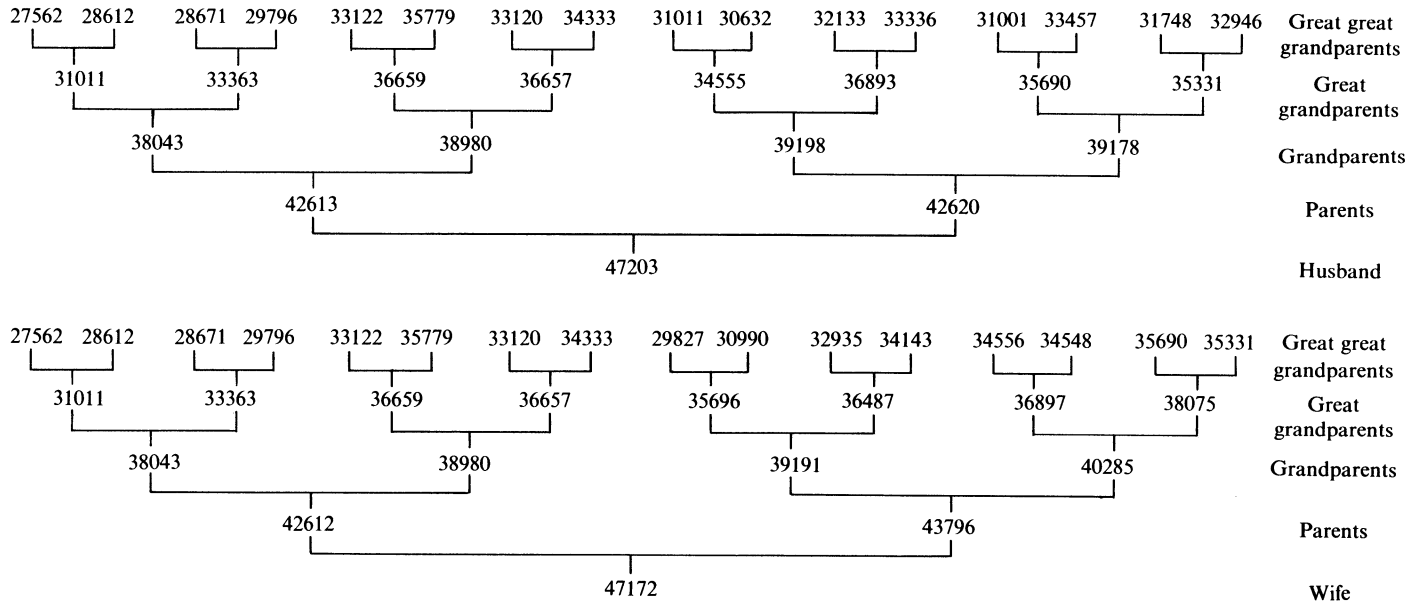 27562 28612 28671 29796 33122 35779 33120 34333 31011 30632 32133 33336 31001 33457 31748 32946 Great great
grandparents
31011 33363 36659 36657 34555 36893 35690 35331 Great
grandparents
38043 38980 39198 39178 Grandparents
42613 42620 Parents
47203 Husband
27562 28612 28671 29796 33122 35779 33120 34333 29827 30990 32935 34143 34556 34548 35690 35331 Great great
grandparents
31011 33363 36659 36657 35696 36487 36897 38075 Great
grandparents
38043 38980 39191 40285 Grandparents
42612 43796 Parents
47172 Wife